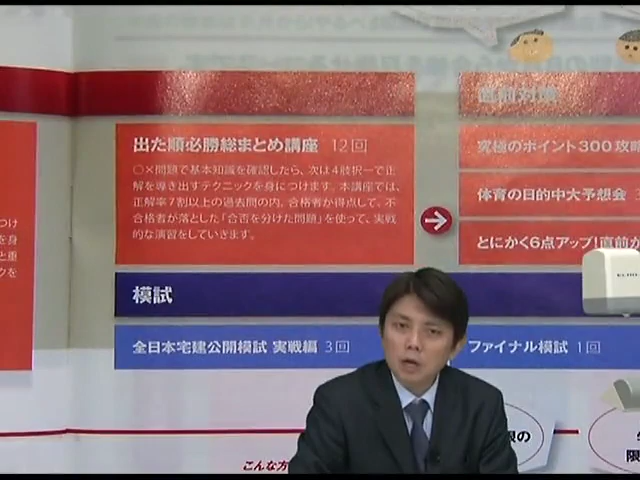 出た順必勝総まとめ講座 12回
○×問題で基本知識を確認したら、次は4肢択一で正
解を導き出すテクニックを身につけます。本講座では、
正解率7割以上の過去問の内、合格者が得点して、不
合格者が落とした「合否を分けた問題」を使って、実戦
的な演習をしていきます。
模試
全日本宅建公開模試 実戦編 3回
直前対策
究極のポイント300攻略
体育の目的中大予想会
とにかく6点アップ!直前
ファイナル模試 1回
こんな方